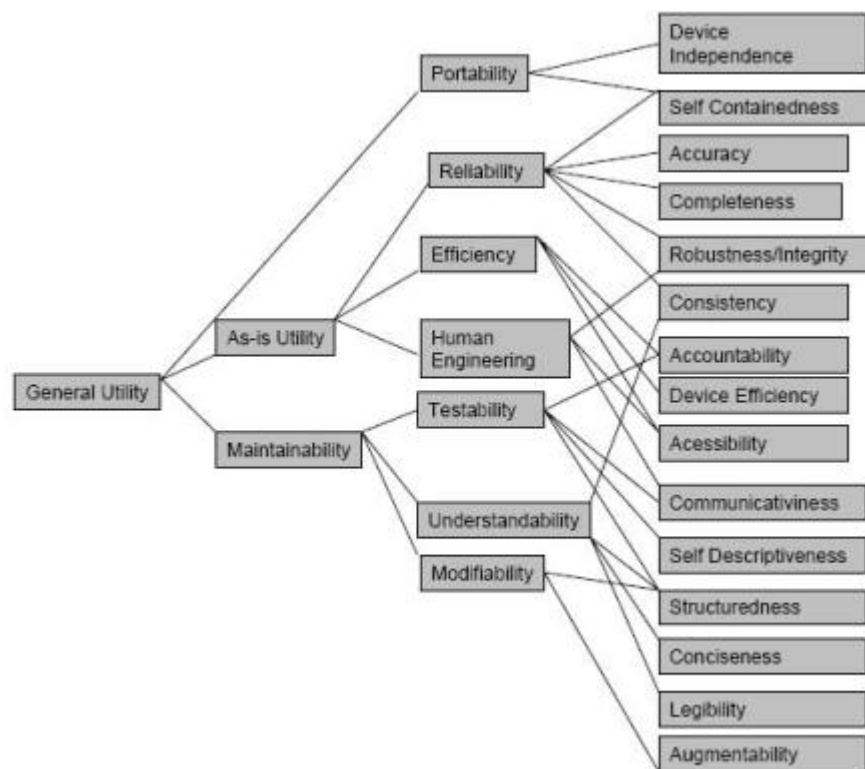 Device
Independence
Portability
Self Containedness
Accuracy
Reliability
Completeness
Efficiency
Robustness/Integrity
Consistency
As-is Utility
Human
Engineering
Accountability
General Utility
Device Efficiency
Testability
Acessibility
Maintainability
Communicativiness
Understandability
Self Descriptiveness
Modifiability
Structuredness
Conciseness
Legibility
Augmentability